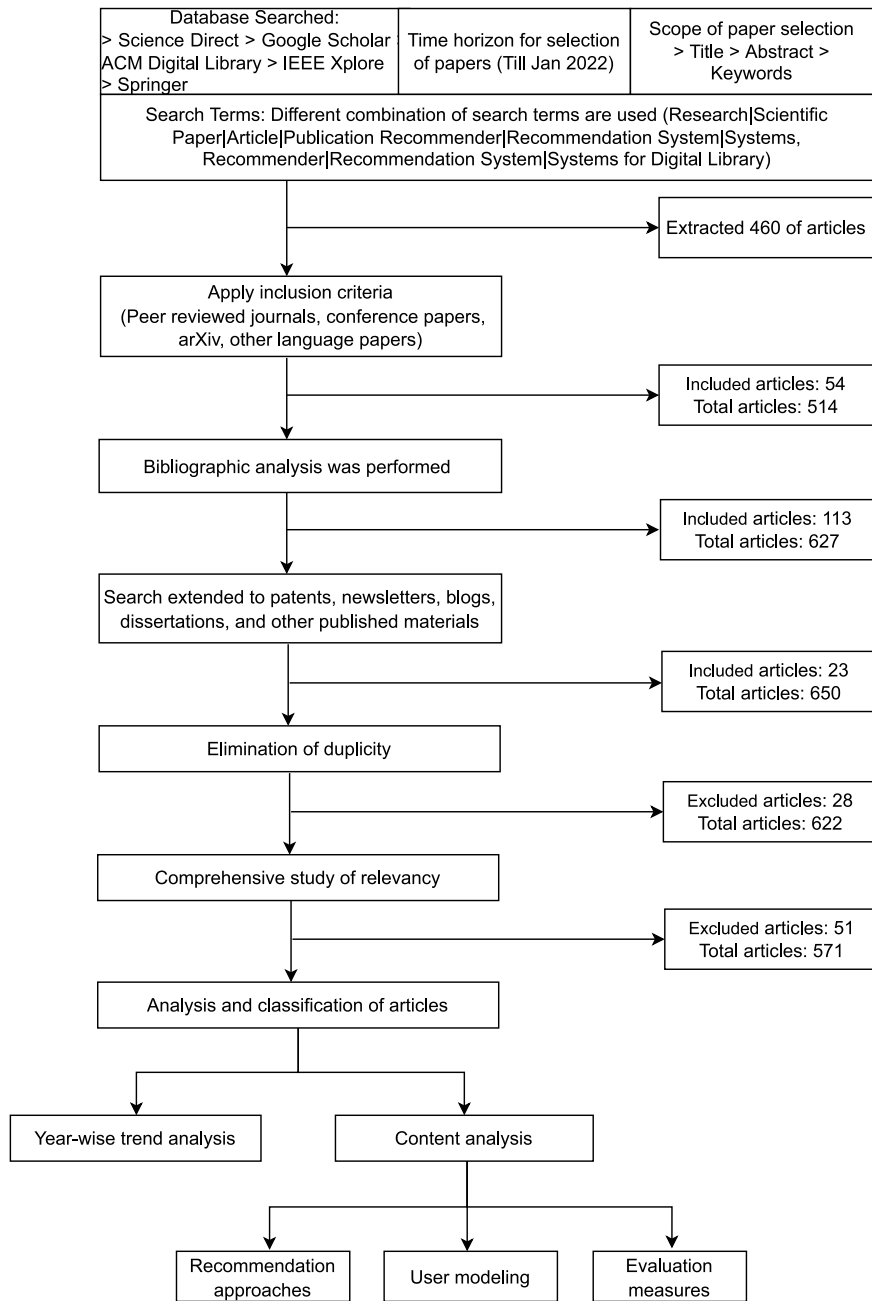 Database Searched:
> Science Direct > Google Scholar >
ACM Digital Library > IEEE Xplore
> Springer
Time horizon for selection
of papers (Till Jan 2022)
Scope of paper selection
> Title > Abstract >
Keywords
Search Terms: Different combination of search terms are used (Research|Scientific
Paper|Article|Publication Recommender|Recommendation System|Systems,
Recommender|Recommendation System|Systems for Digital Library)
Extracted 460 of articles
Apply inclusion criteria
(Peer reviewed journals, conference papers,
arXiv, other language papers)
Included articles: 54
Total articles: 514
Bibliographic analysis was performed
Included articles: 113
Total articles: 627
Search extended to patents, newsletters, blogs,
dissertations, and other published materials
Included articles: 23
Total articles: 650
Elimination of duplicity
Excluded articles: 28
Total articles: 622
Comprehensive study of relevancy
Excluded articles: 51
Total articles: 571
Analysis and classification of articles
Year-wise trend analysis
Content analysis
Recommendation
approaches
User modeling
Evaluation
measures